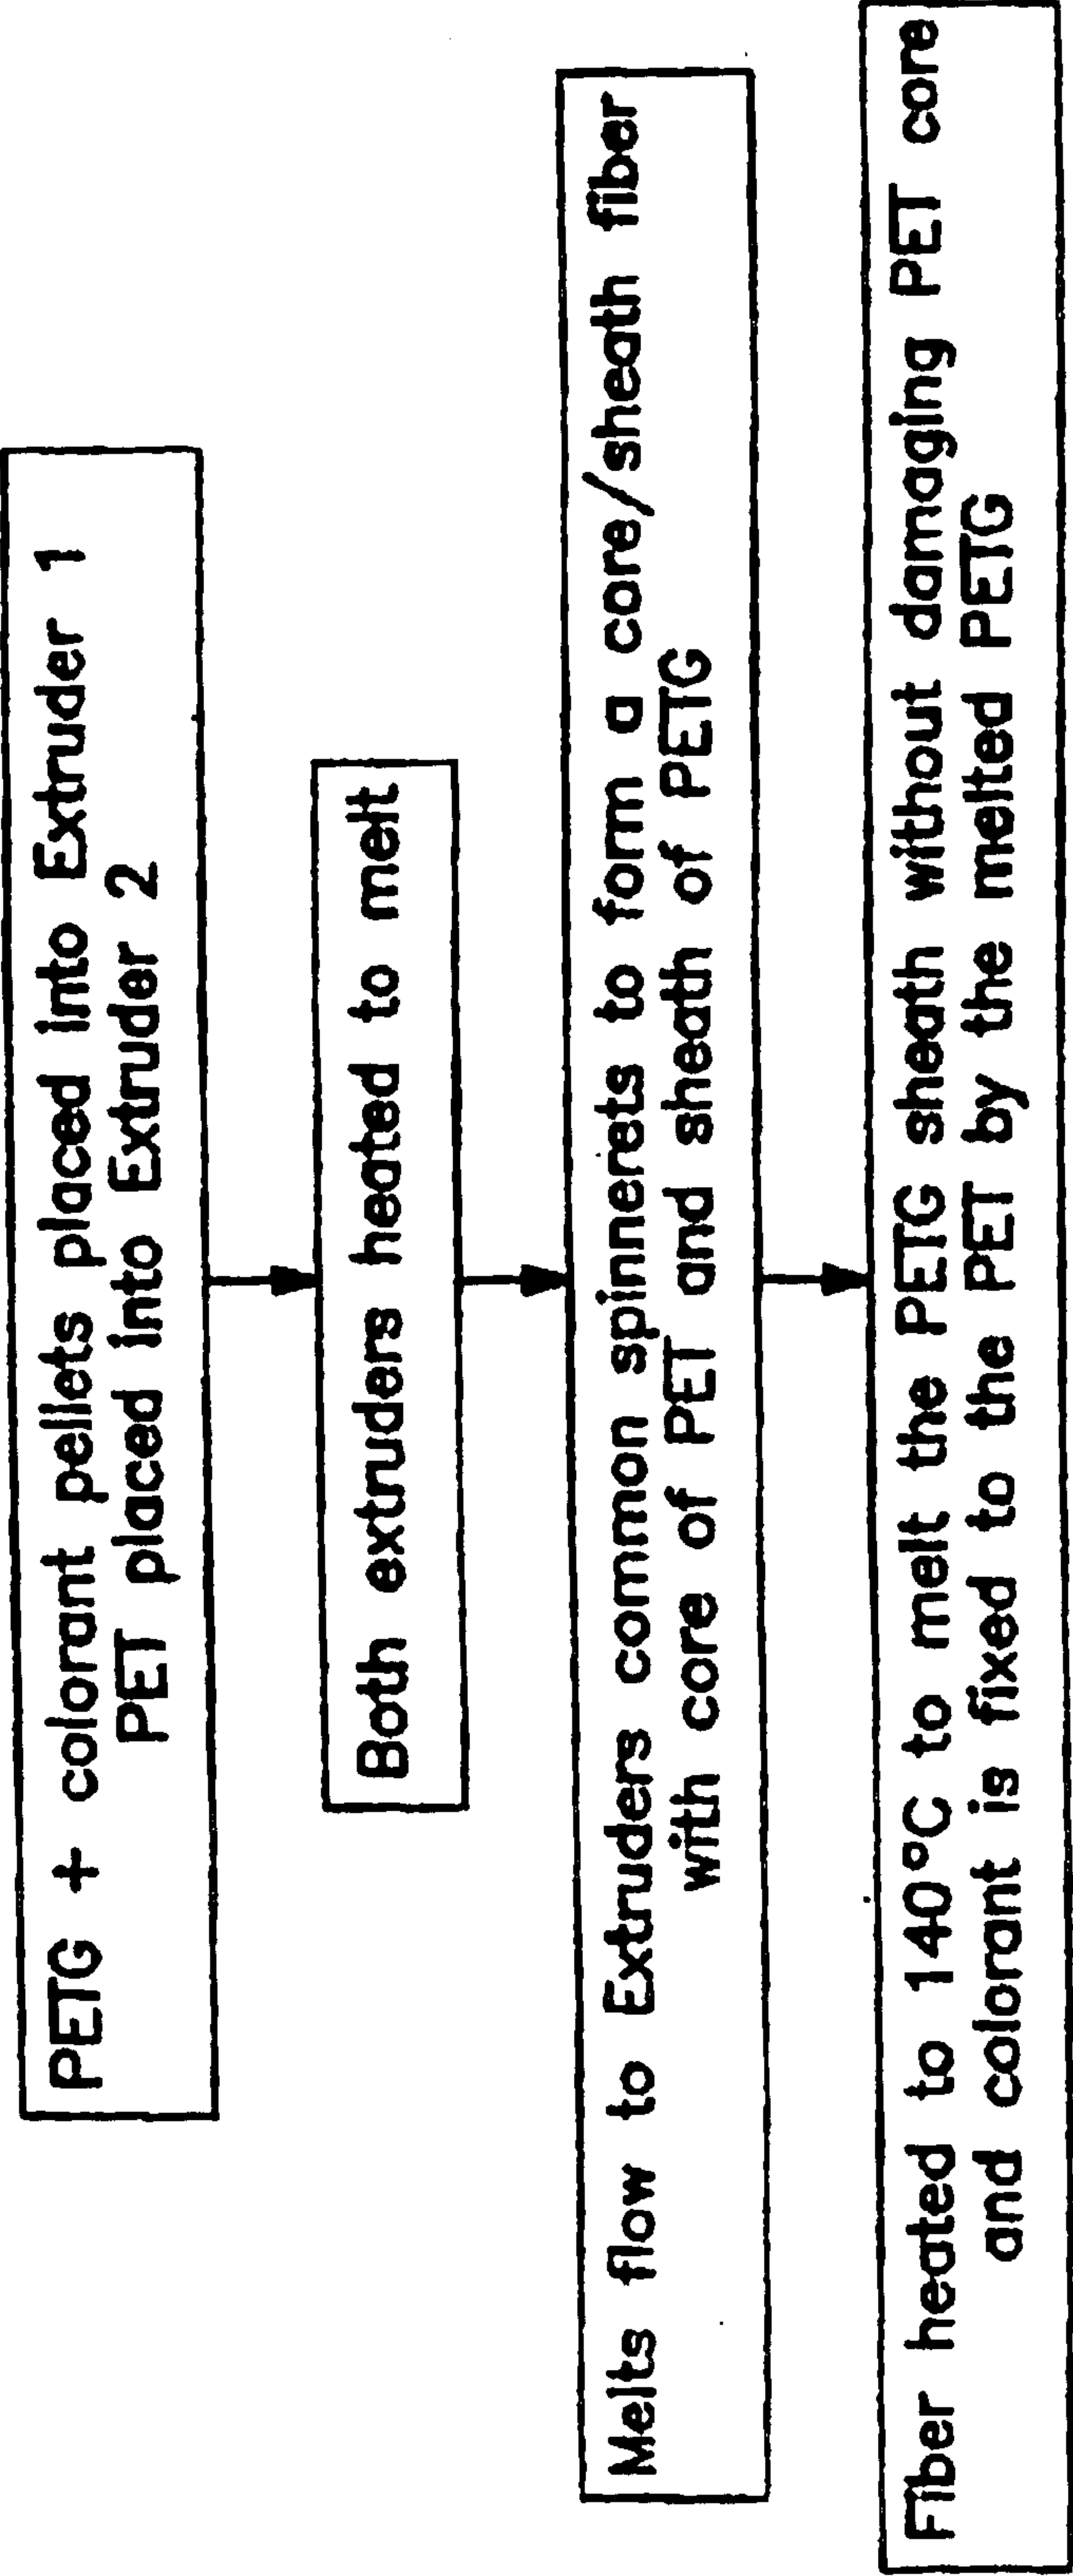 PETG + colorant pellets placed into Extruder 1
PET placed into Extruder 2
Both extruders heated to melt
Melts flow to Extruders common spinnerets to form a core/sheath fiber
with core of PET and sheath of PETG
Fiber heated to 140°C to melt the PETG sheath without damaging PET core
and colorant is fixed to the PET by the melted PETG